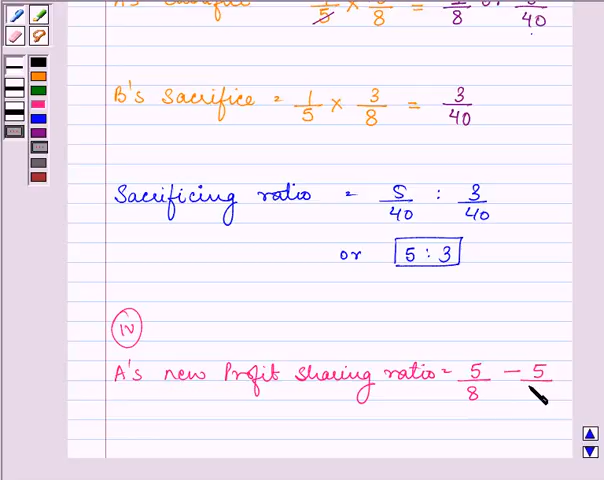 A's Sacrifice
B's Sacrifice = 1/5 × 3/8 = 3/40
Sacrificing ratio = 5/40 : 3/40
or 5 : 3
iv
A's new Profit sharing ratio = 5/8 - 5